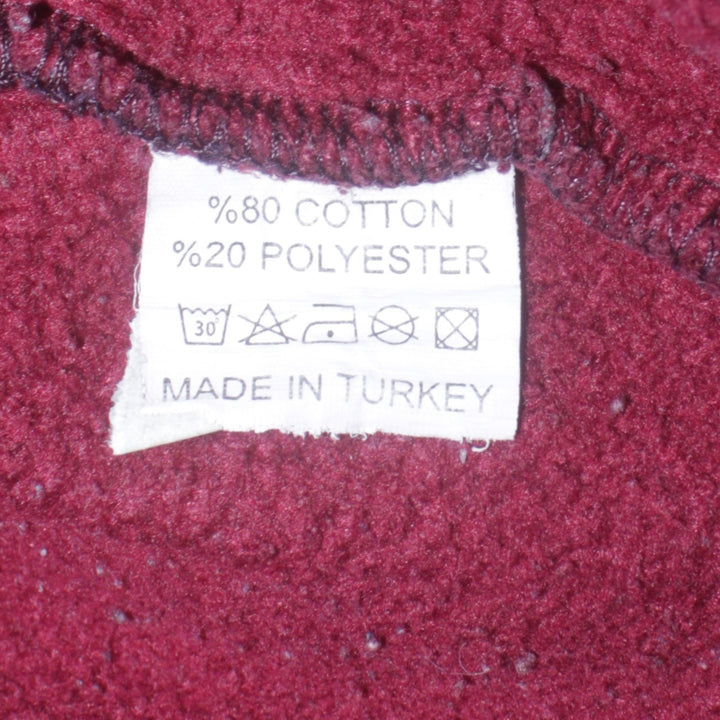 %80 COTTON
%20 POLYESTER
30°
MADE IN TURKEY